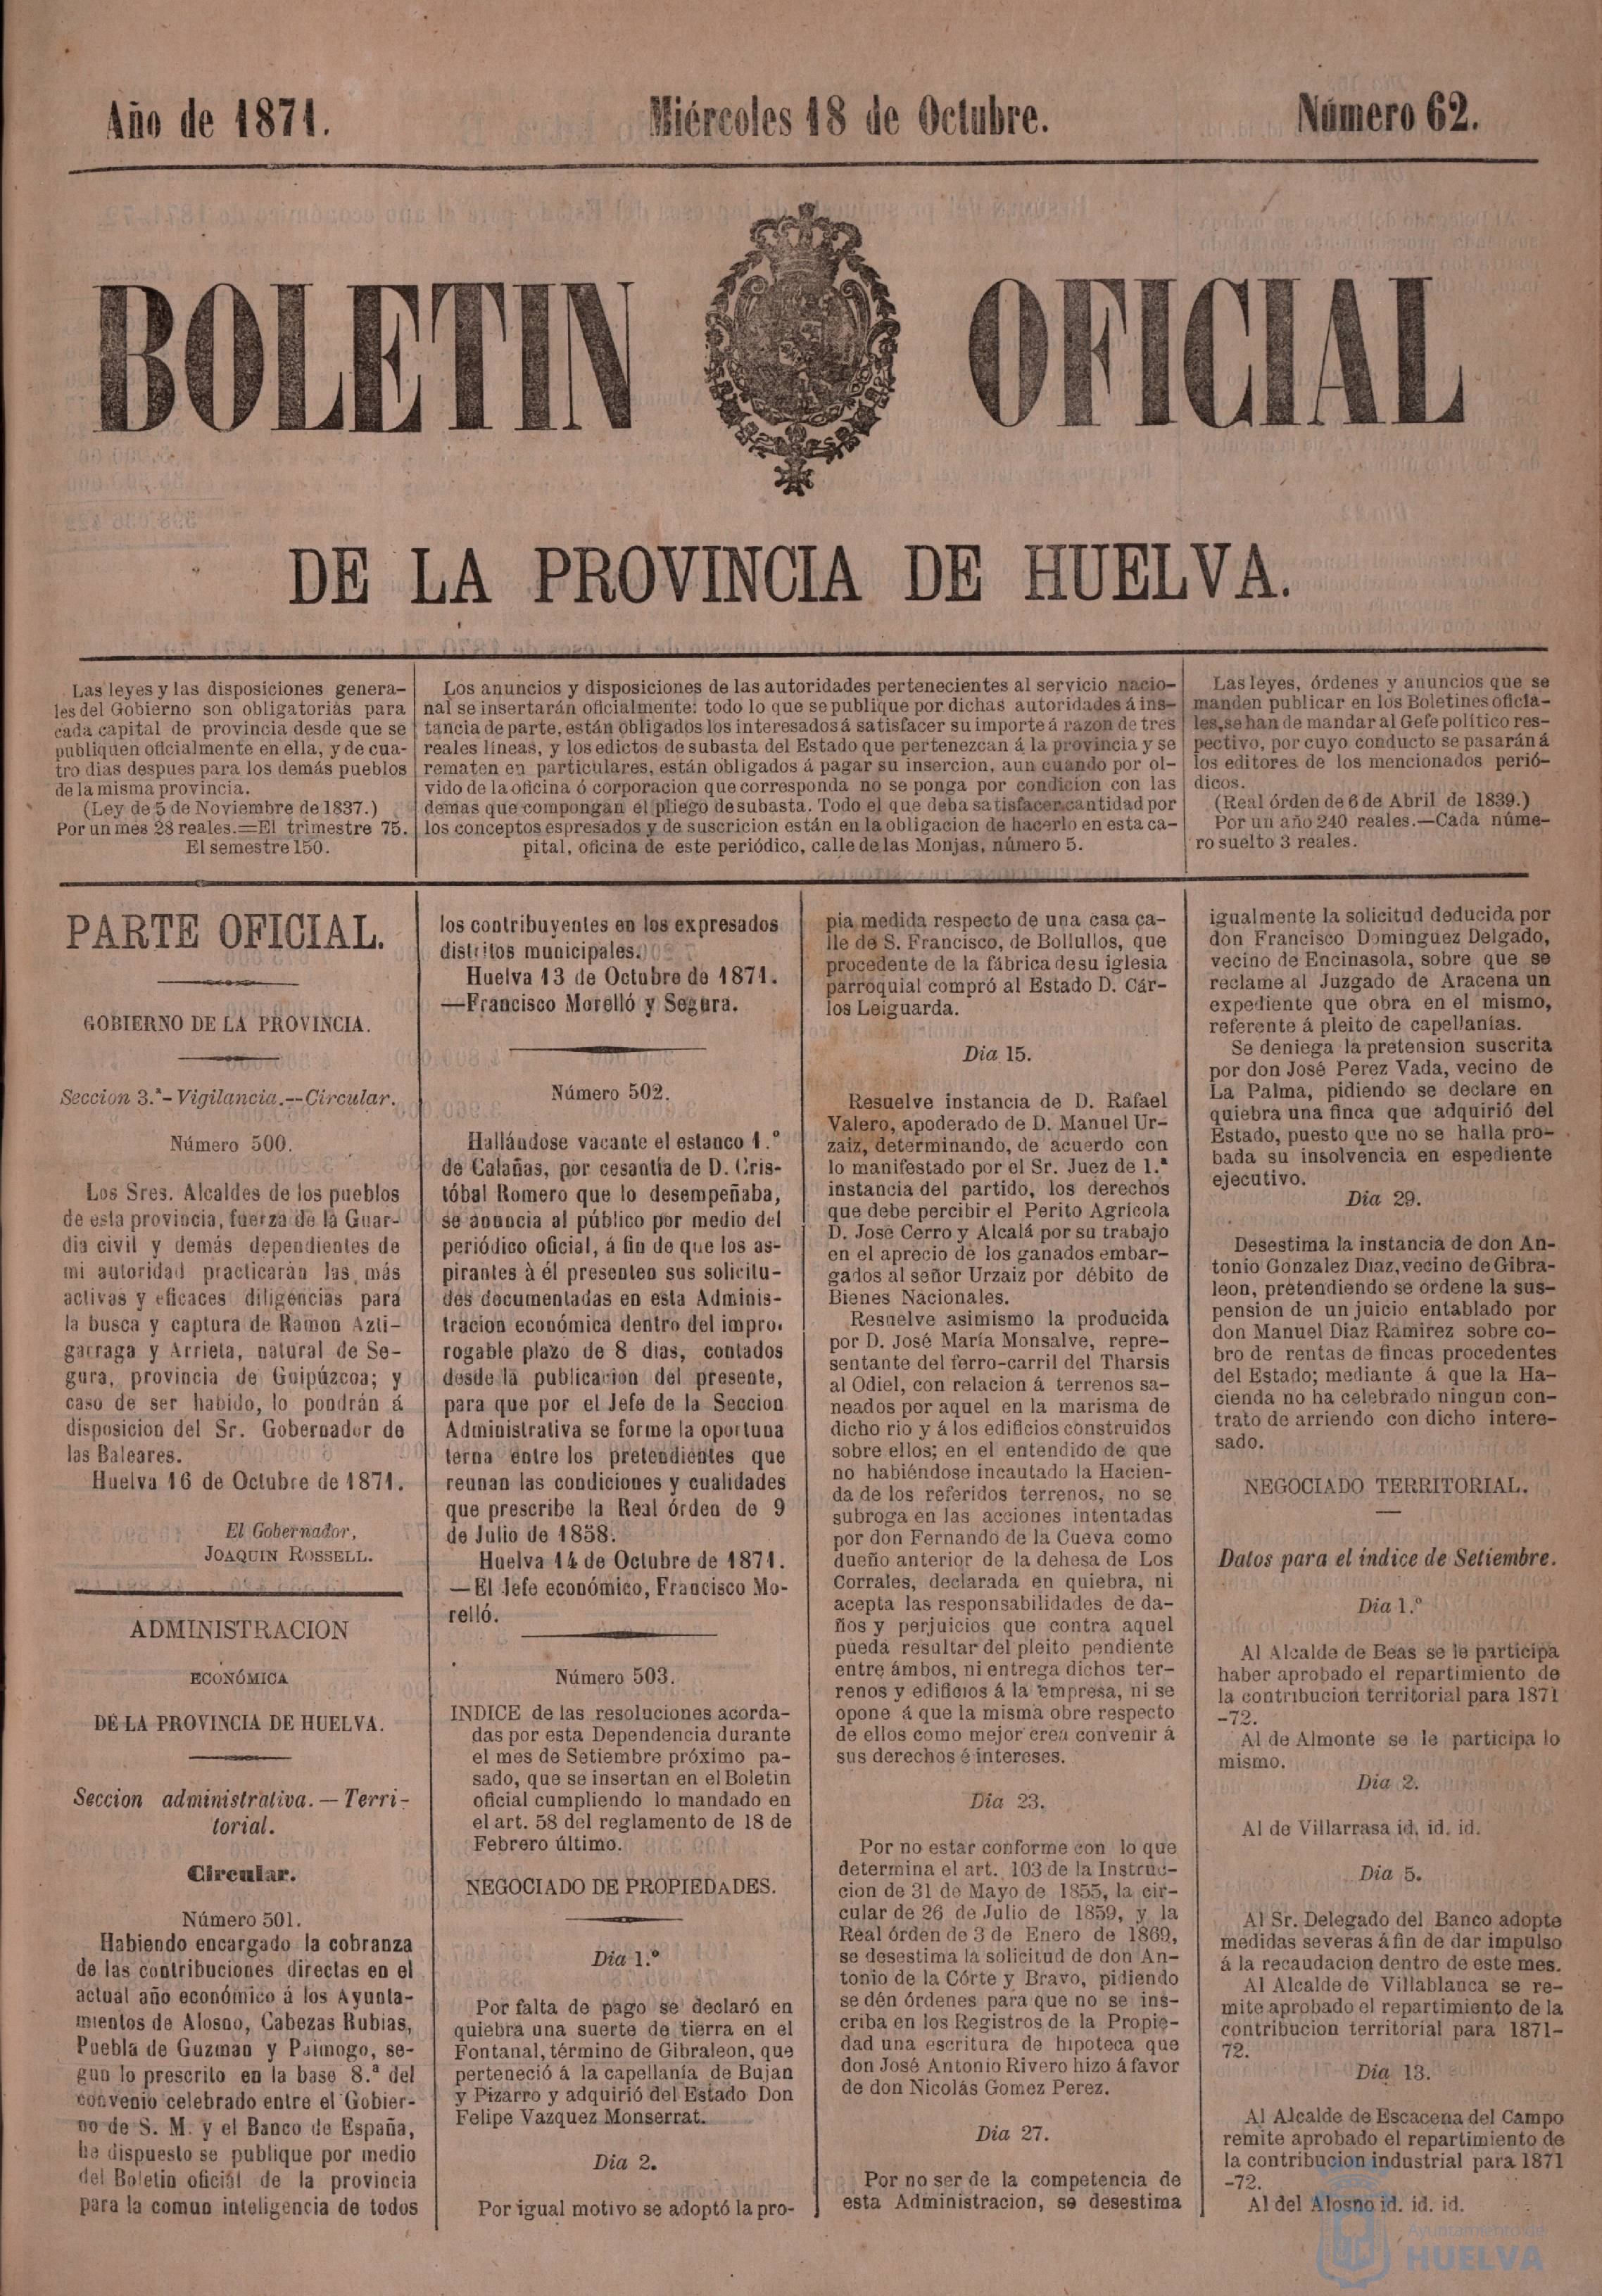 Año de 1871.
Miércoles 18 de Octubre.
Número 62.
BOLETIN OFICIAL
DE LA PROVINCIA DE HUELVA.
Las leyes y las disposiciones genera-
les del Gobierno son obligatorias para
cada capital de provincia desde que se
publiquen oficialmente en ella, y de cua-
tro dias despues para los demás pueblos
de la misma provincia.
(Ley de 5 de Noviembre de 1837.)
Por un mes 28 reales.=El trimestre 75.
El semestre 150.
Los anuncios y disposiciones de las autoridades pertenecientes al servicio nacio-
nal se insertarán oficialmente: todo lo que se publique por dichas autoridades á ins-
tancia de parte, están obligados los interesados á satisfacer su importe á razon de tres
reales líneas, y los edictos de subasta del Estado que pertenezcan á la provincia y se
rematen en particulares, están obligados á pagar su insercion, aun cuando por ol-
vido de la oficina ó corporacion que corresponda no se ponga por condicion con las
demas que compongan el pliego de subasta. Todo el que deba satisfacer cantidad por
los conceptos espresados y de suscricion están en la obligacion de hacerlo en esta ca-
pital, oficina de este periódico, calle de las Monjas, número 5.
Las leyes, órdenes y anuncios que se
manden publicar en los Boletines oficia-
les, se han de mandar al Gefe político res-
pectivo, por cuyo conducto se pasarán á
los editores de los mencionados perió-
dicos.
(Real órden de 6 de Abril de 1839.)
Por un año 240 reales.—Cada núme-
ro suelto 3 reales.
PARTE OFICIAL.
GOBIERNO DE LA PROVINCIA.
Seccion 3.ª- Vigilancia.--Circular.
Número 500.
Los Sres. Alcaldes de los pueblos
de esta provincia, fuerza de la Guar-
dia civil y demás dependientes de
mi autoridad practicarán las más
activas y eficaces diligencias para
la busca y captura de Ramon Azti-
garraga y Arrieta, natural de Se-
gura, provincia de Guipúzcoa; y
caso de ser habido, lo pondrán á
disposicion del Sr. Gobernador de
las Baleares.
Huelva 16 de Octubre de 1871.
El Gobernador,
JOAQUIN ROSSELL.
ADMINISTRACION
ECONÓMICA
DE LA PROVINCIA DE HUELVA.
Seccion administrativa. — Terri-
torial.
Circular.
Número 501.
Habiendo encargado la cobranza
de las contribuciones directas en el
actual año económico á los Ayunta-
mientos de Alosno, Cabezas Rubias,
Puebla de Guzman y Paimogo, se-
gun lo prescrito en la base 8.ª del
convenio celebrado entre el Gobier-
no de S. M. y el Banco de España,
he dispuesto se publique por medio
del Boletin oficial de la provincia
para la comun inteligencia de todos
los contribuyentes en los expresados
distritos municipales.
Huelva 13 de Octubre de 1871.
—Francisco Morelló y Segura.
Número 502.
Hallándose vacante el estanco 1.º
de Calañas, por cesantía de D. Cris-
tóbal Romero que lo desempeñaba,
se anuncia al público por medio del
periódico oficial, á fin de que los as-
pirantes à él presenten sus solicitu-
des documentadas en esta Adminis-
tracion económica dentro del impro-
rogable plazo de 8 dias, contados
desde la publicacion del presente,
para que por el Jefe de la Seccion
Administrativa se forme la oportuna
terna entre los pretendientes que
reunan las condiciones y cualidades
que prescribe la Real órden de 9
de Julio de 1858.
Huelva 14 de Octubre de 1871.
—El Jefe económico, Francisco Mo-
relló.
Número 503.
INDICE de las resoluciones acorda-
das por esta Dependencia durante
el mes de Setiembre próximo pa-
sado, que se insertan en el Boletin
oficial cumpliendo lo mandado en
el art. 58 del reglamento de 18 de
Febrero último.
NEGOCIADO DE PROPIEDADES.
Dia 1.º
Por falta de pago se declaró en
quiebra una suerte de tierra en el
Fontanal, término de Gibraleon, que
perteneció á la capellanía de Bujan
y Pizarro y adquirió del Estado Don
Felipe Vazquez Monserrat.
Dia 2.
Por igual motivo se adoptó la pro-
pia medida respecto de una casa ca-
lle de S. Francisco, de Bollullos, que
procedente de la fábrica de su iglesia
parroquial compró al Estado D. Cár-
los Leiguarda.
Dia 15.
Resuelve instancia de D. Rafael
Valero, apoderado de D. Manuel Ur-
zaiz, determinando, de acuerdo con
lo manifestado por el Sr. Juez de 1.ª
instancia del partido, los derechos
que debe percibir el Perito Agrícola
D. José Cerro y Alcalá por su trabajo
en el aprecio de los ganados embar-
gados al señor Urzaiz por débito de
Bienes Nacionales.
Resuelve asimismo la producida
por D. José María Monsalve, repre-
sentante del ferro-carril del Tharsis
al Odiel, con relacion á terrenos sa-
neados por aquel en la marisma de
dicho rio y á los edificios construidos
sobre ellos; en el entendido de que
no habiéndose incautado la Hacien-
da de los referidos terrenos, no se
subroga en las acciones intentadas
por don Fernando de la Cueva como
dueño anterior de la dehesa de Los
Corrales, declarada en quiebra, ni
acepta las responsabilidades de da-
ños y perjuicios que contra aquel
pueda resultar del pleito pendiente
entre ámbos, ni entrega dichos ter-
renos y edificios á la empresa, ni se
opone á que la misma obre respecto
de ellos como mejor crea convenir á
sus derechos é intereses.
Dia 23.
Por no estar conforme con lo que
determina el art. 103 de la Instruc-
cion de 31 de Mayo de 1855, la cir-
cular de 26 de Julio de 1859, y la
Real órden de 3 de Enero de 1869,
se desestima la solicitud de don An-
tonio de la Córte y Bravo, pidiendo
se dén órdenes para que no se ins-
criba en los Registros de la Propie-
dad una escritura de hipoteca que
don José Antonio Rivero hizo á favor
de don Nicolás Gomez Perez.
Dia 27.
Por no ser de la competencia de
esta Administracion, se desestima
igualmente la solicitud deducida por
don Francisco Dominguez Delgado,
vecino de Encinasola, sobre que se
reclame al Juzgado de Aracena un
expediente que obra en el mismo,
referente á pleito de capellanías.
Se deniega la pretension suscrita
por don José Perez Vada, vecino de
La Palma, pidiendo se declare en
quiebra una finca que adquirió del
Estado, puesto que no se halla pro-
bada su insolvencia en espediente
ejecutivo.
Dia 29.
Desestima la instancia de don An-
tonio Gonzalez Diaz, vecino de Gibra-
leon, pretendiendo se ordene la sus-
pension de un juicio entablado por
don Manuel Diaz Ramirez sobre co-
bro de rentas de fincas procedentes
del Estado; mediante á que la Ha-
cienda no ha celebrado ningun con-
trato de arriendo con dicho intere-
sado.
NEGOCIADO TERRITORIAL.
Datos para el índice de Setiembre.
Dia 1.º
Al Alcalde de Beas se le participa
haber aprobado el repartimiento de
la contribucion territorial para 1871
-72.
Al de Almonte se le participa lo
mismo.
Dia 2.
Al de Villarrasa id. id. id.
Dia 5.
Al Sr. Delegado del Banco adopte
medidas severas á fin de dar impulso
á la recaudacion dentro de este mes.
Al Alcalde de Villablanca se re-
mite aprobado el repartimiento de la
contribucion territorial para 1871-
72.
Dia 13.
Al Alcalde de Escacena del Campo
remite aprobado el repartimiento de
la contribucion industrial para 1871
-72.
Al del Alosno id. id. id.
Ayuntamiento de
HUELVA